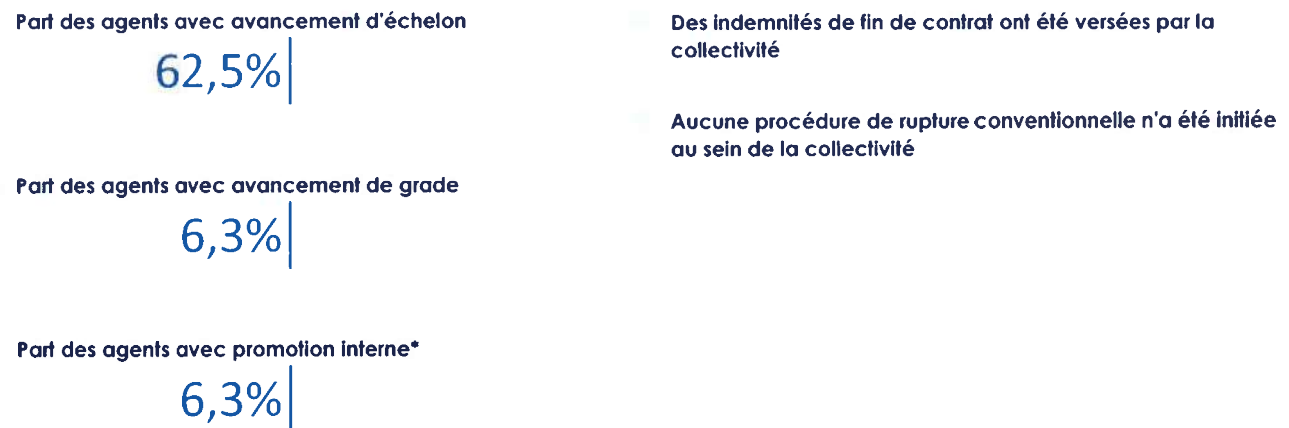 Part des agents avec avancement d'échelon
62,5%
Part des agents avec avancement de grade
6,3%
Part des agents avec promotion interne*
6,3%
Des indemnités de fin de contrat ont été versées par la
collectivité
Aucune procédure de rupture conventionnelle n'a été initiée
au sein de la collectivité